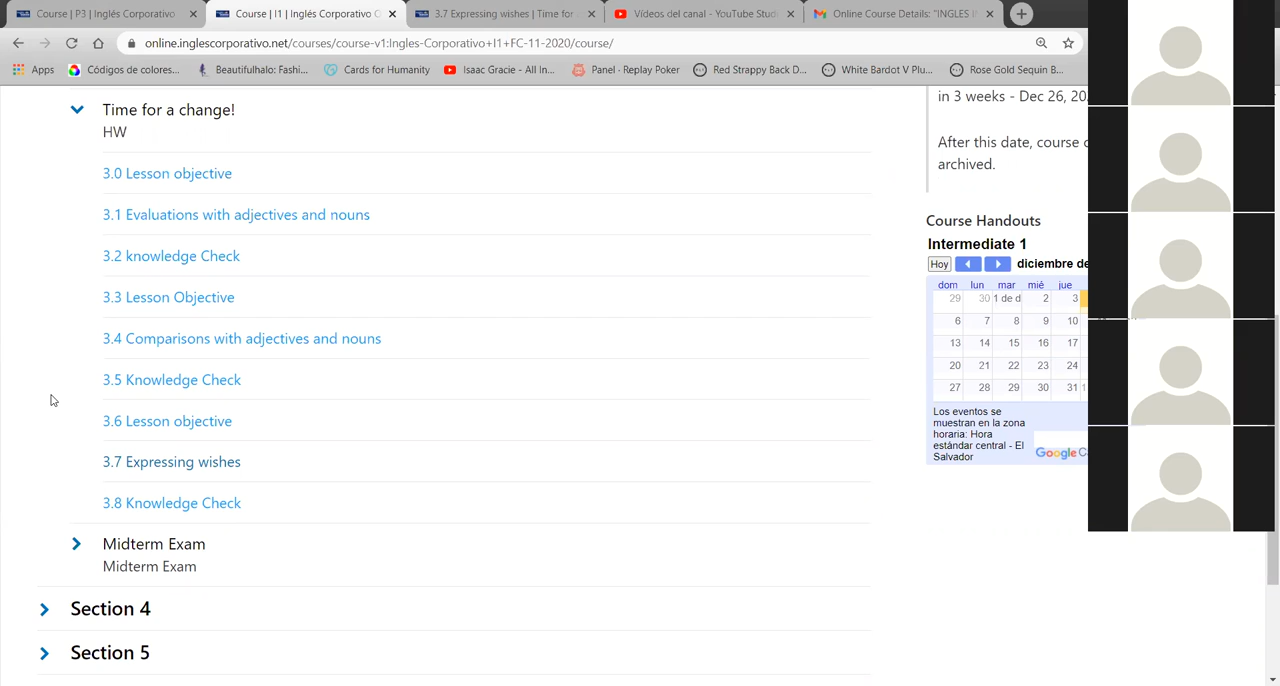 Course | P3 | Inglés Corporativo
Course | I1 | Inglés Corporativo O
3.7 Expressing wishes | Time for
Vídeos del canal - YouTube Stud
Online Course Details: "INGLES I
online.inglescorporativo.net/courses/course-v1:Ingles-Corporativo+I1+FC-11-2020/course/
Apps
Códigos de colores...
Beautifulhalo: Fashi...
Cards for Humanity
Isaac Gracie - All In...
Panel · Replay Poker
Red Strappy Back D...
White Bardot V Plu...
Rose Gold Sequin B...
Time for a change!
HW
3.0 Lesson objective
3.1 Evaluations with adjectives and nouns
3.2 knowledge Check
3.3 Lesson Objective
3.4 Comparisons with adjectives and nouns
3.5 Knowledge Check
3.6 Lesson objective
3.7 Expressing wishes
3.8 Knowledge Check
Midterm Exam
Midterm Exam
Section 4
Section 5
in 3 weeks - Dec 26, 20
After this date, course c
archived.
Course Handouts
Intermediate 1
Hoy diciembre de
dom lun mar mié jue
29 30 1 de d 2 3
6 7 8 9 10
13 14 15 16 17
20 21 22 23 24
27 28 29 30 31 1
Los eventos se
muestran en la zona
horaria: Hora
estándar central - El
Salvador
Google C